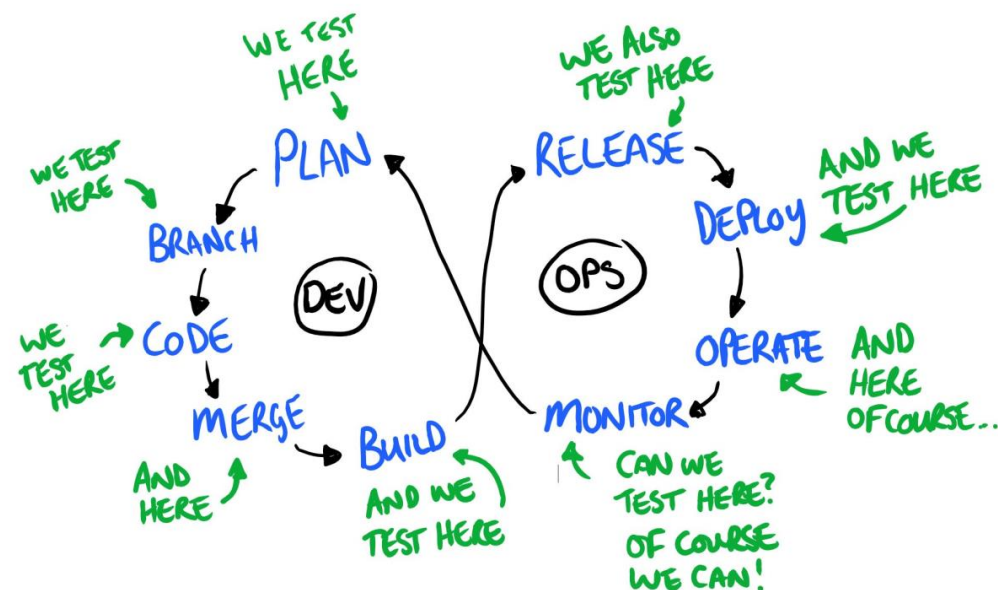 WE TEST
HERE
PLAN
WE TEST
HERE
BRANCH
DEV
WE
TEST
HERE
CODE
MERGE
AND
HERE
BUILD
AND WE
TEST HERE
WE ALSO
TEST HERE
RELEASE
AND WE
TEST HERE
DEPLOY
OPS
OPERATE
AND
HERE
OF COURSE..
MONITOR
CAN WE
TEST HERE?
OF COURSE
WE CAN!